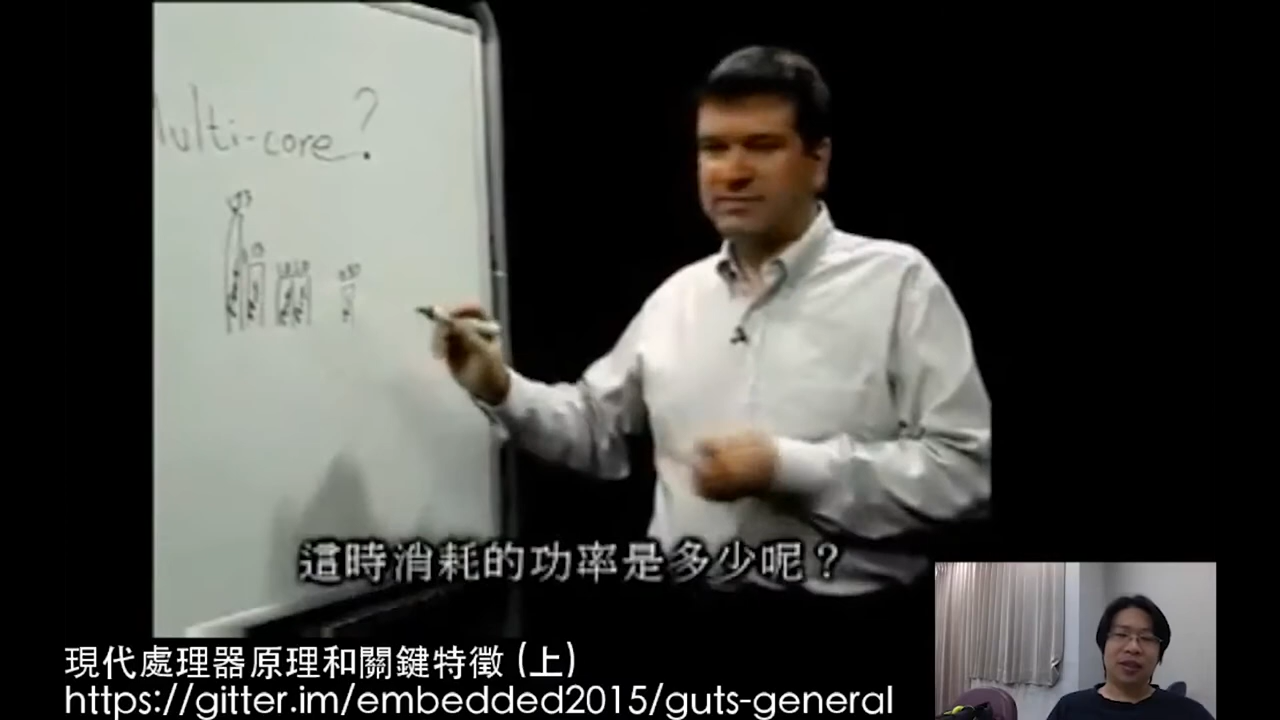 Multi-core?
這時消耗的功率是多少呢？
現代處理器原理和關鍵特徵 (上)
https://gitter.im/embedded2015/guts-general